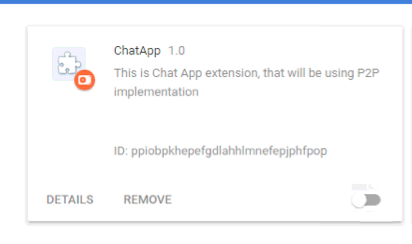 ChatApp 1.0
This is Chat App extension, that will be using P2P
implementation
ID: ppiobpkhepefgdlahhlmnefepjphfpop
DETAILS REMOVE